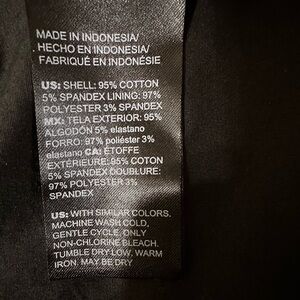 MADE IN INDONESIA/
HECHO EN INDONESIA/
FABRIQUÉ EN INDONÉSIE
US: SHELL: 95% COTTON
5% SPANDEX LINING: 97%
POLYESTER 3% SPANDEX
MX: TELA EXTERIOR: 95%
ALGODÓN 5% elastano
FORRO: 97% poliéster 3%
elastano CA: ÉTOFFE
EXTÉRIEURE: 95% COTON
5% SPANDEX DOUBLURE:
97% POLYESTER 3%
SPANDEX
US: WITH SIMILAR COLORS.
MACHINE WASH COLD,
GENTLE CYCLE, ONLY
NON-CHLORINE BLEACH.
TUMBLE DRY LOW, WARM
IRON. MAY BE DRY